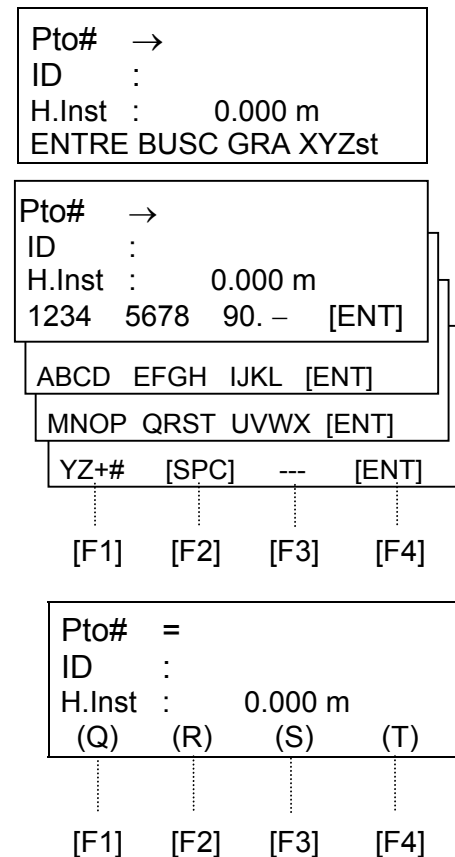 Pto# →
ID :
H.Inst : 0.000 m
ENTRE BUSC GRA XYZst
Pto# →
ID :
H.Inst : 0.000 m
1234 5678 90. – [ENT]
ABCD EFGH IJKL [ENT]
MNOP QRST UVWX [ENT]
YZ+# [SPC] --- [ENT]
[F1] [F2] [F3] [F4]
Pto# =
ID :
H.Inst : 0.000 m
(Q) (R) (S) (T)
[F1] [F2] [F3] [F4]